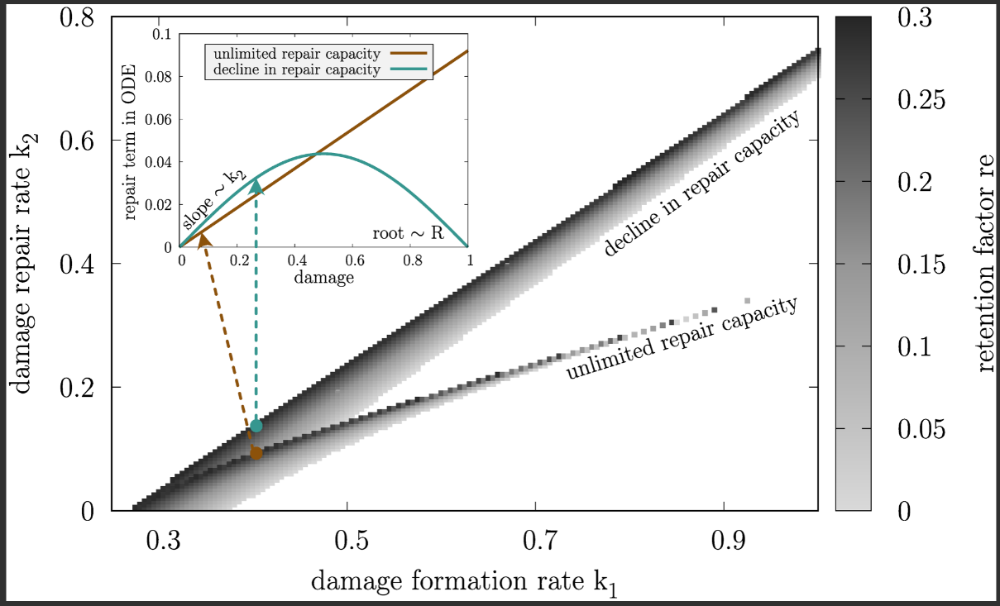 0.8
0.6
0.4
0.2
0
damage repair rate k₂
0.3
0.5
0.7
0.9
damage formation rate k₁
decline in repair capacity
unlimited repair capacity
0.1
0.08
0.06
0.04
0.02
0
repair term in ODE
unlimited repair capacity
decline in repair capacity
slope ∼ k₂
root ∼ R
0
0.2
0.4
0.6
0.8
1
damage
0.3
0.25
0.2
0.15
0.1
0.05
0
retention factor re